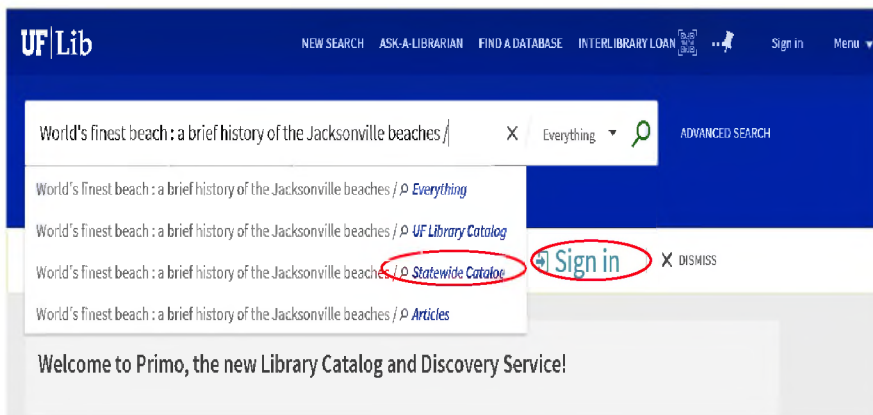 UF|Lib NEW SEARCH ASK-A-LIBRARIAN FIND A DATABASE INTERLIBRARY LOAN ... Sign in Menu
World's finest beach : a brief history of the Jacksonville beaches / X Everything ADVANCED SEARCH
World's finest beach : a brief history of the Jacksonville beaches / Everything
World's finest beach : a brief history of the Jacksonville beaches / UF Library Catalog
World's finest beach : a brief history of the Jacksonville beaches / Statewide Catalog
Sign in X DISMISS
World's finest beach : a brief history of the Jacksonville beaches / Articles
Welcome to Primo, the new Library Catalog and Discovery Service!